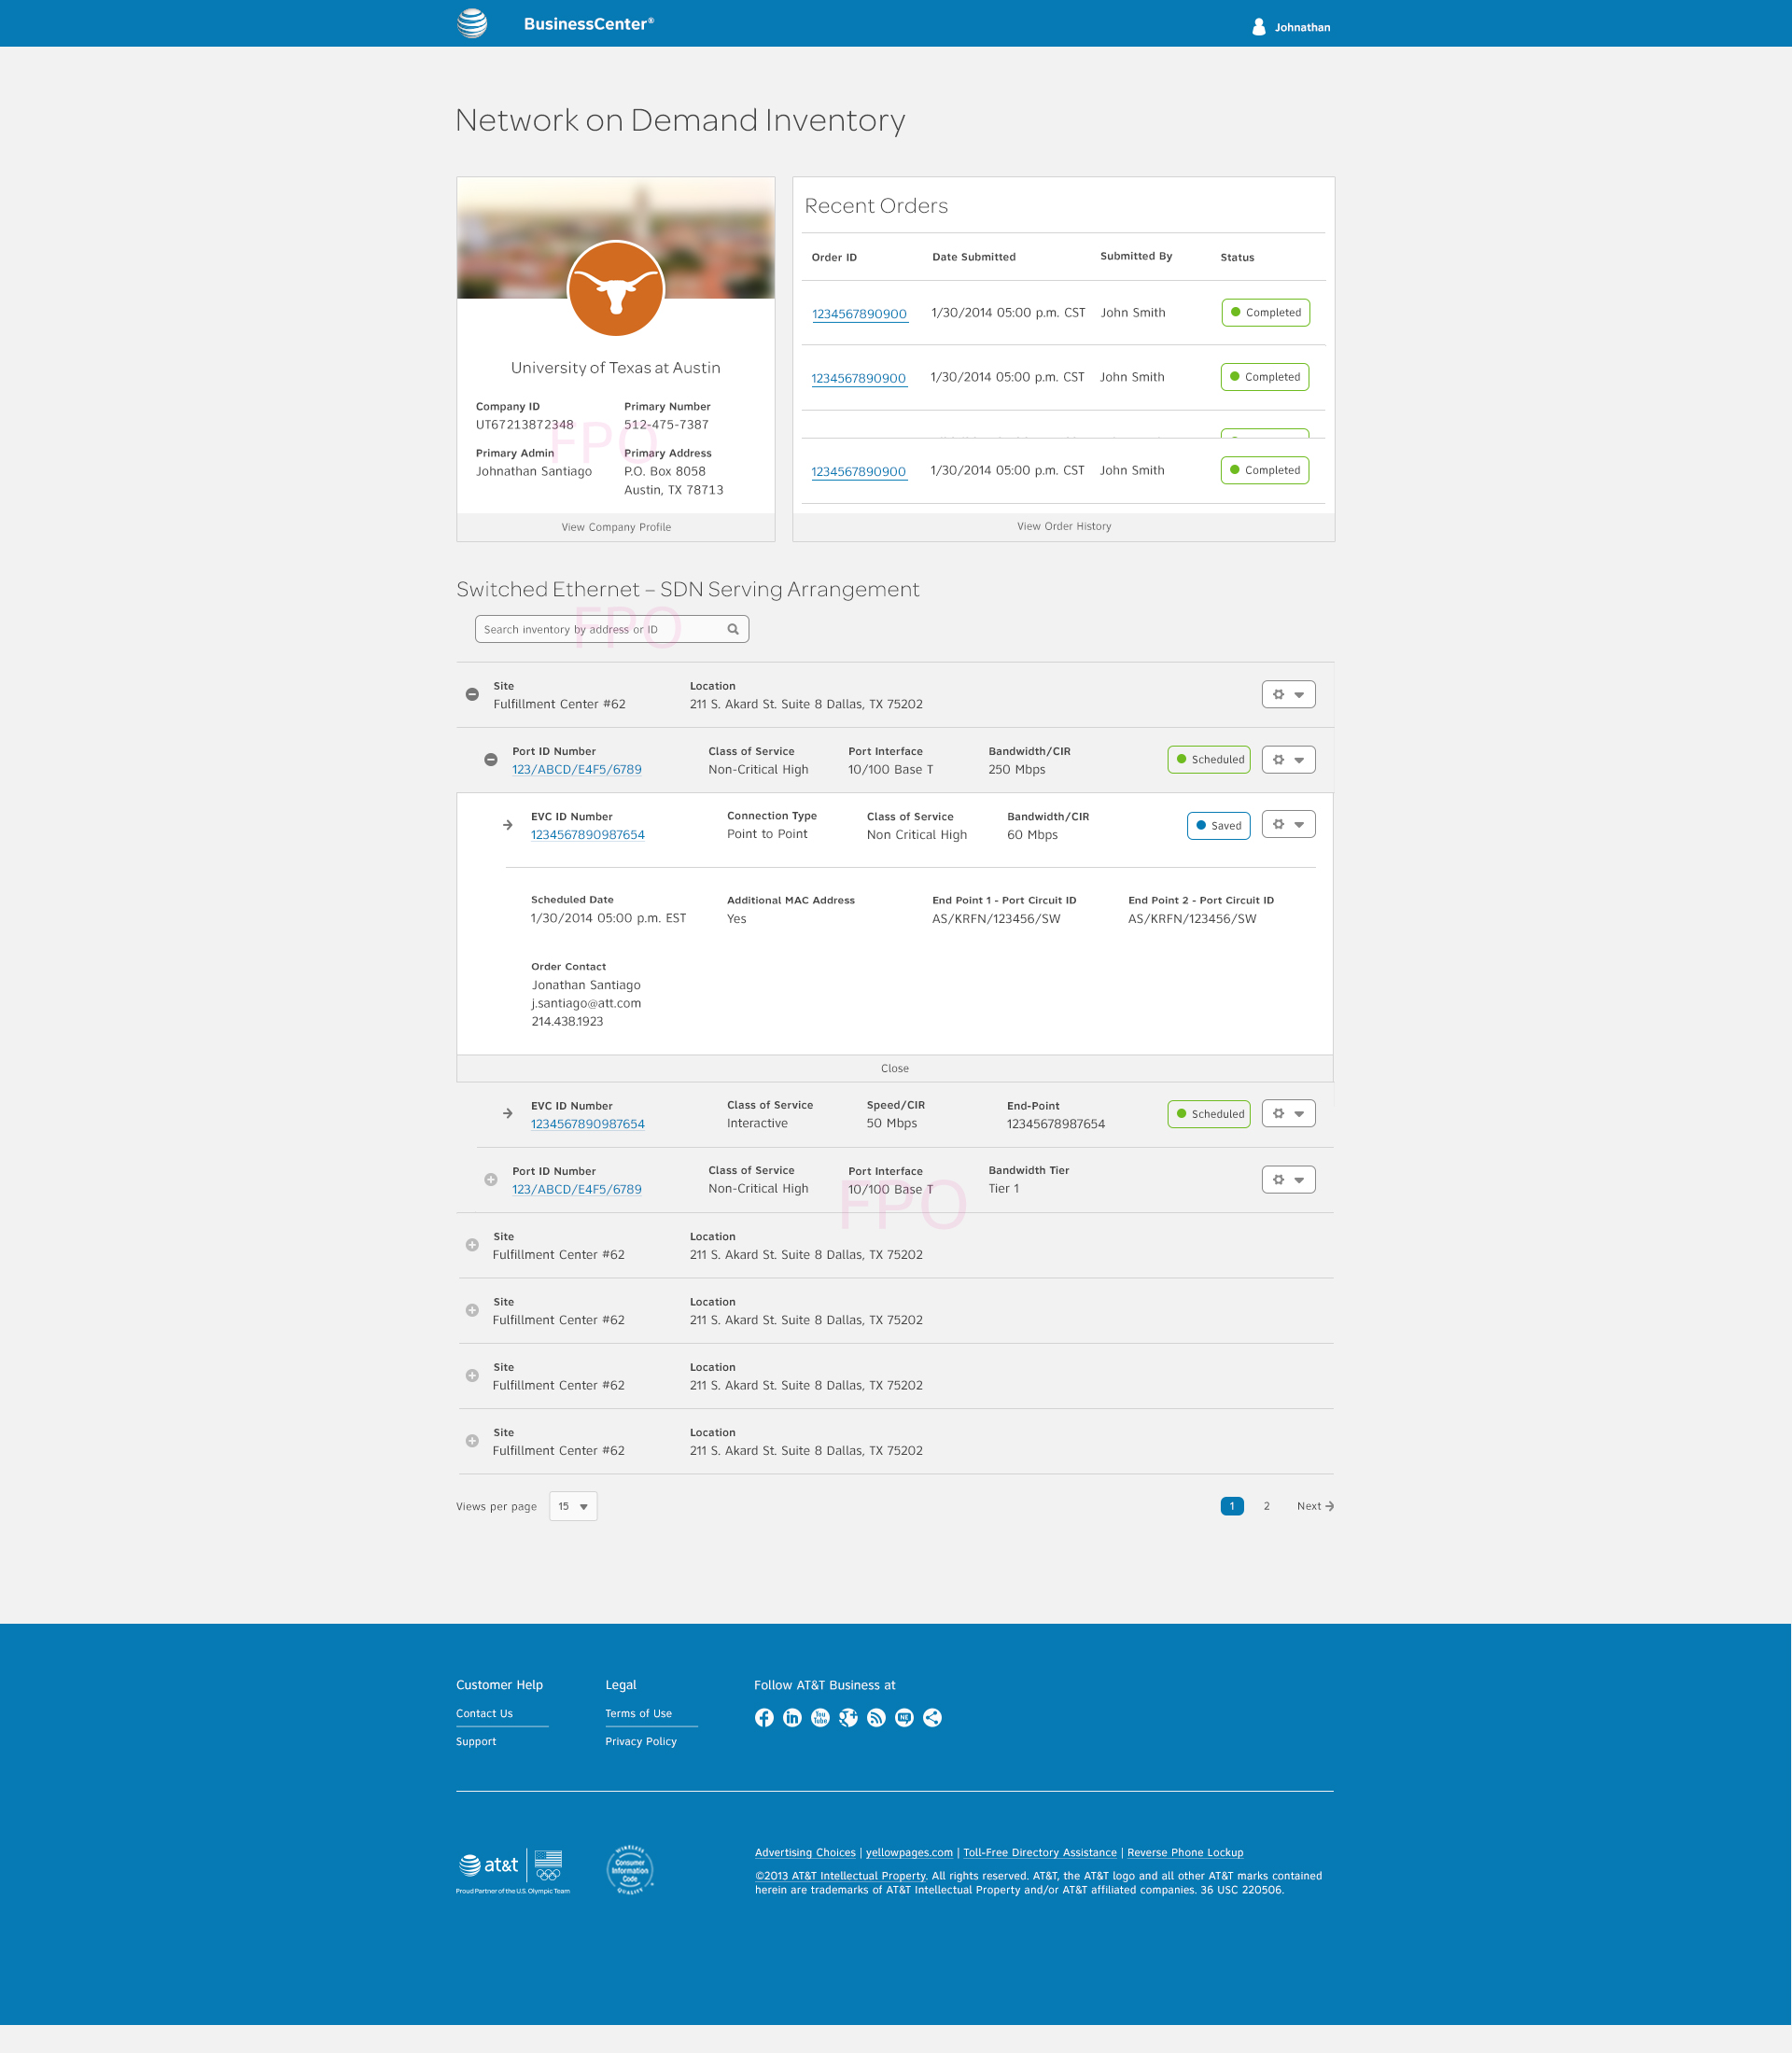 BusinessCenter®
Johnathan
Network on Demand Inventory
University of Texas at Austin
Company ID
UT67213872348
Primary Number
512-475-7387
Primary Admin
Johnathan Santiago
Primary Address
P.O. Box 8058
Austin, TX 78713
FPO
View Company Profile
Recent Orders
Order ID Date Submitted Submitted By Status
1234567890900 1/30/2014 05:00 p.m. CST John Smith Completed
1234567890900 1/30/2014 05:00 p.m. CST John Smith Completed
1234567890900 1/30/2014 05:00 p.m. CST John Smith Completed
View Order History
Switched Ethernet – SDN Serving Arrangement
Search inventory by address or ID
FPO
Site Location
Fulfillment Center #62 211 S. Akard St. Suite 8 Dallas, TX 75202
Port ID Number Class of Service Port Interface Bandwidth/CIR
123/ABCD/E4F5/6789 Non-Critical High 10/100 Base T 250 Mbps Scheduled
EVC ID Number Connection Type Class of Service Bandwidth/CIR
1234567890987654 Point to Point Non Critical High 60 Mbps Saved
Scheduled Date Additional MAC Address End Point 1 - Port Circuit ID End Point 2 - Port Circuit ID
1/30/2014 05:00 p.m. EST Yes AS/KRFN/123456/SW AS/KRFN/123456/SW
Order Contact
Jonathan Santiago
j.santiago@att.com
214.438.1923
Close
EVC ID Number Class of Service Speed/CIR End-Point
1234567890987654 Interactive 50 Mbps 12345678987654 Scheduled
Port ID Number Class of Service Port Interface Bandwidth Tier
123/ABCD/E4F5/6789 Non-Critical High 10/100 Base T Tier 1
FPO
Site Location
Fulfillment Center #62 211 S. Akard St. Suite 8 Dallas, TX 75202
Site Location
Fulfillment Center #62 211 S. Akard St. Suite 8 Dallas, TX 75202
Site Location
Fulfillment Center #62 211 S. Akard St. Suite 8 Dallas, TX 75202
Site Location
Fulfillment Center #62 211 S. Akard St. Suite 8 Dallas, TX 75202
Views per page 15 1 2 Next
Customer Help
Contact Us
Support
Legal
Terms of Use
Privacy Policy
Follow AT&T Business at
in
You Tube
NE
at&t
Proud Partner of the U.S. Olympic Team
WIRELESS
Consumer
Information
Code
QUALITY
Advertising Choices | yellowpages.com | Toll-Free Directory Assistance | Reverse Phone Lockup
©2013 AT&T Intellectual Property. All rights reserved. AT&T, the AT&T logo and all other AT&T marks contained
herein are trademarks of AT&T Intellectual Property and/or AT&T affiliated companies. 36 USC 220506.